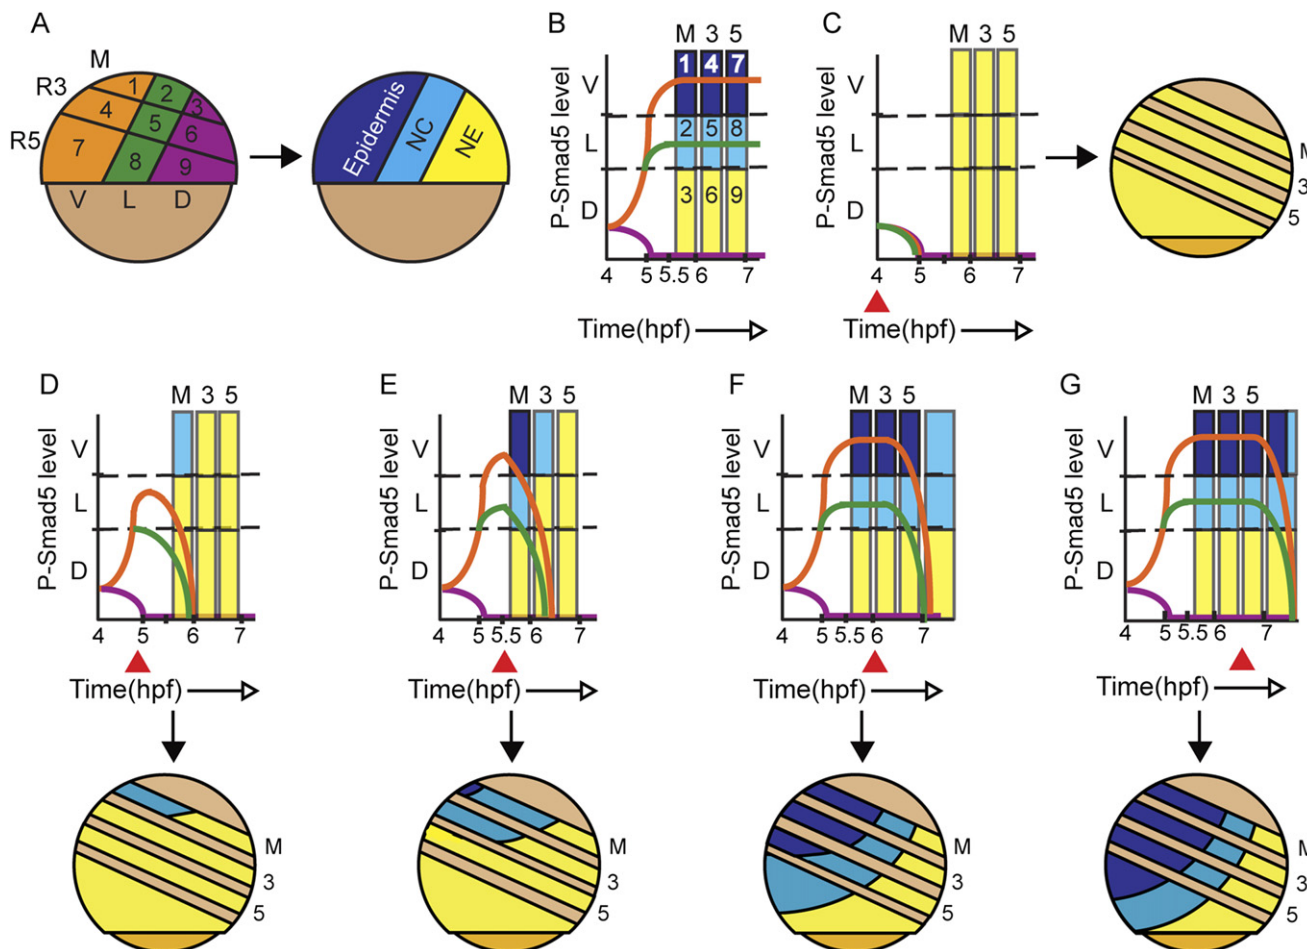 A
M
R3
R5
1
2
3
4
5
6
7
8
9
V L D
Epidermis
NC
NE
B
M 3 5
P-Smad5 level
V
L
D
1 4 7
2 5 8
3 6 9
4 5 5.5 6 7
Time(hpf)
C
M 3 5
P-Smad5 level
V
L
D
4 5 6 7
Time(hpf)
M
3
5
D
M 3 5
P-Smad5 level
V
L
D
4 5 6 7
Time(hpf)
M
3
5
E
M 3 5
P-Smad5 level
V
L
D
4 5 5.5 6 7
Time(hpf)
M
3
5
F
M 3 5
P-Smad5 level
V
L
D
4 5 5.5 6 7
Time(hpf)
M
3
5
G
M 3 5
P-Smad5 level
V
L
D
4 5 5.5 6 7
Time(hpf)
M
3
5